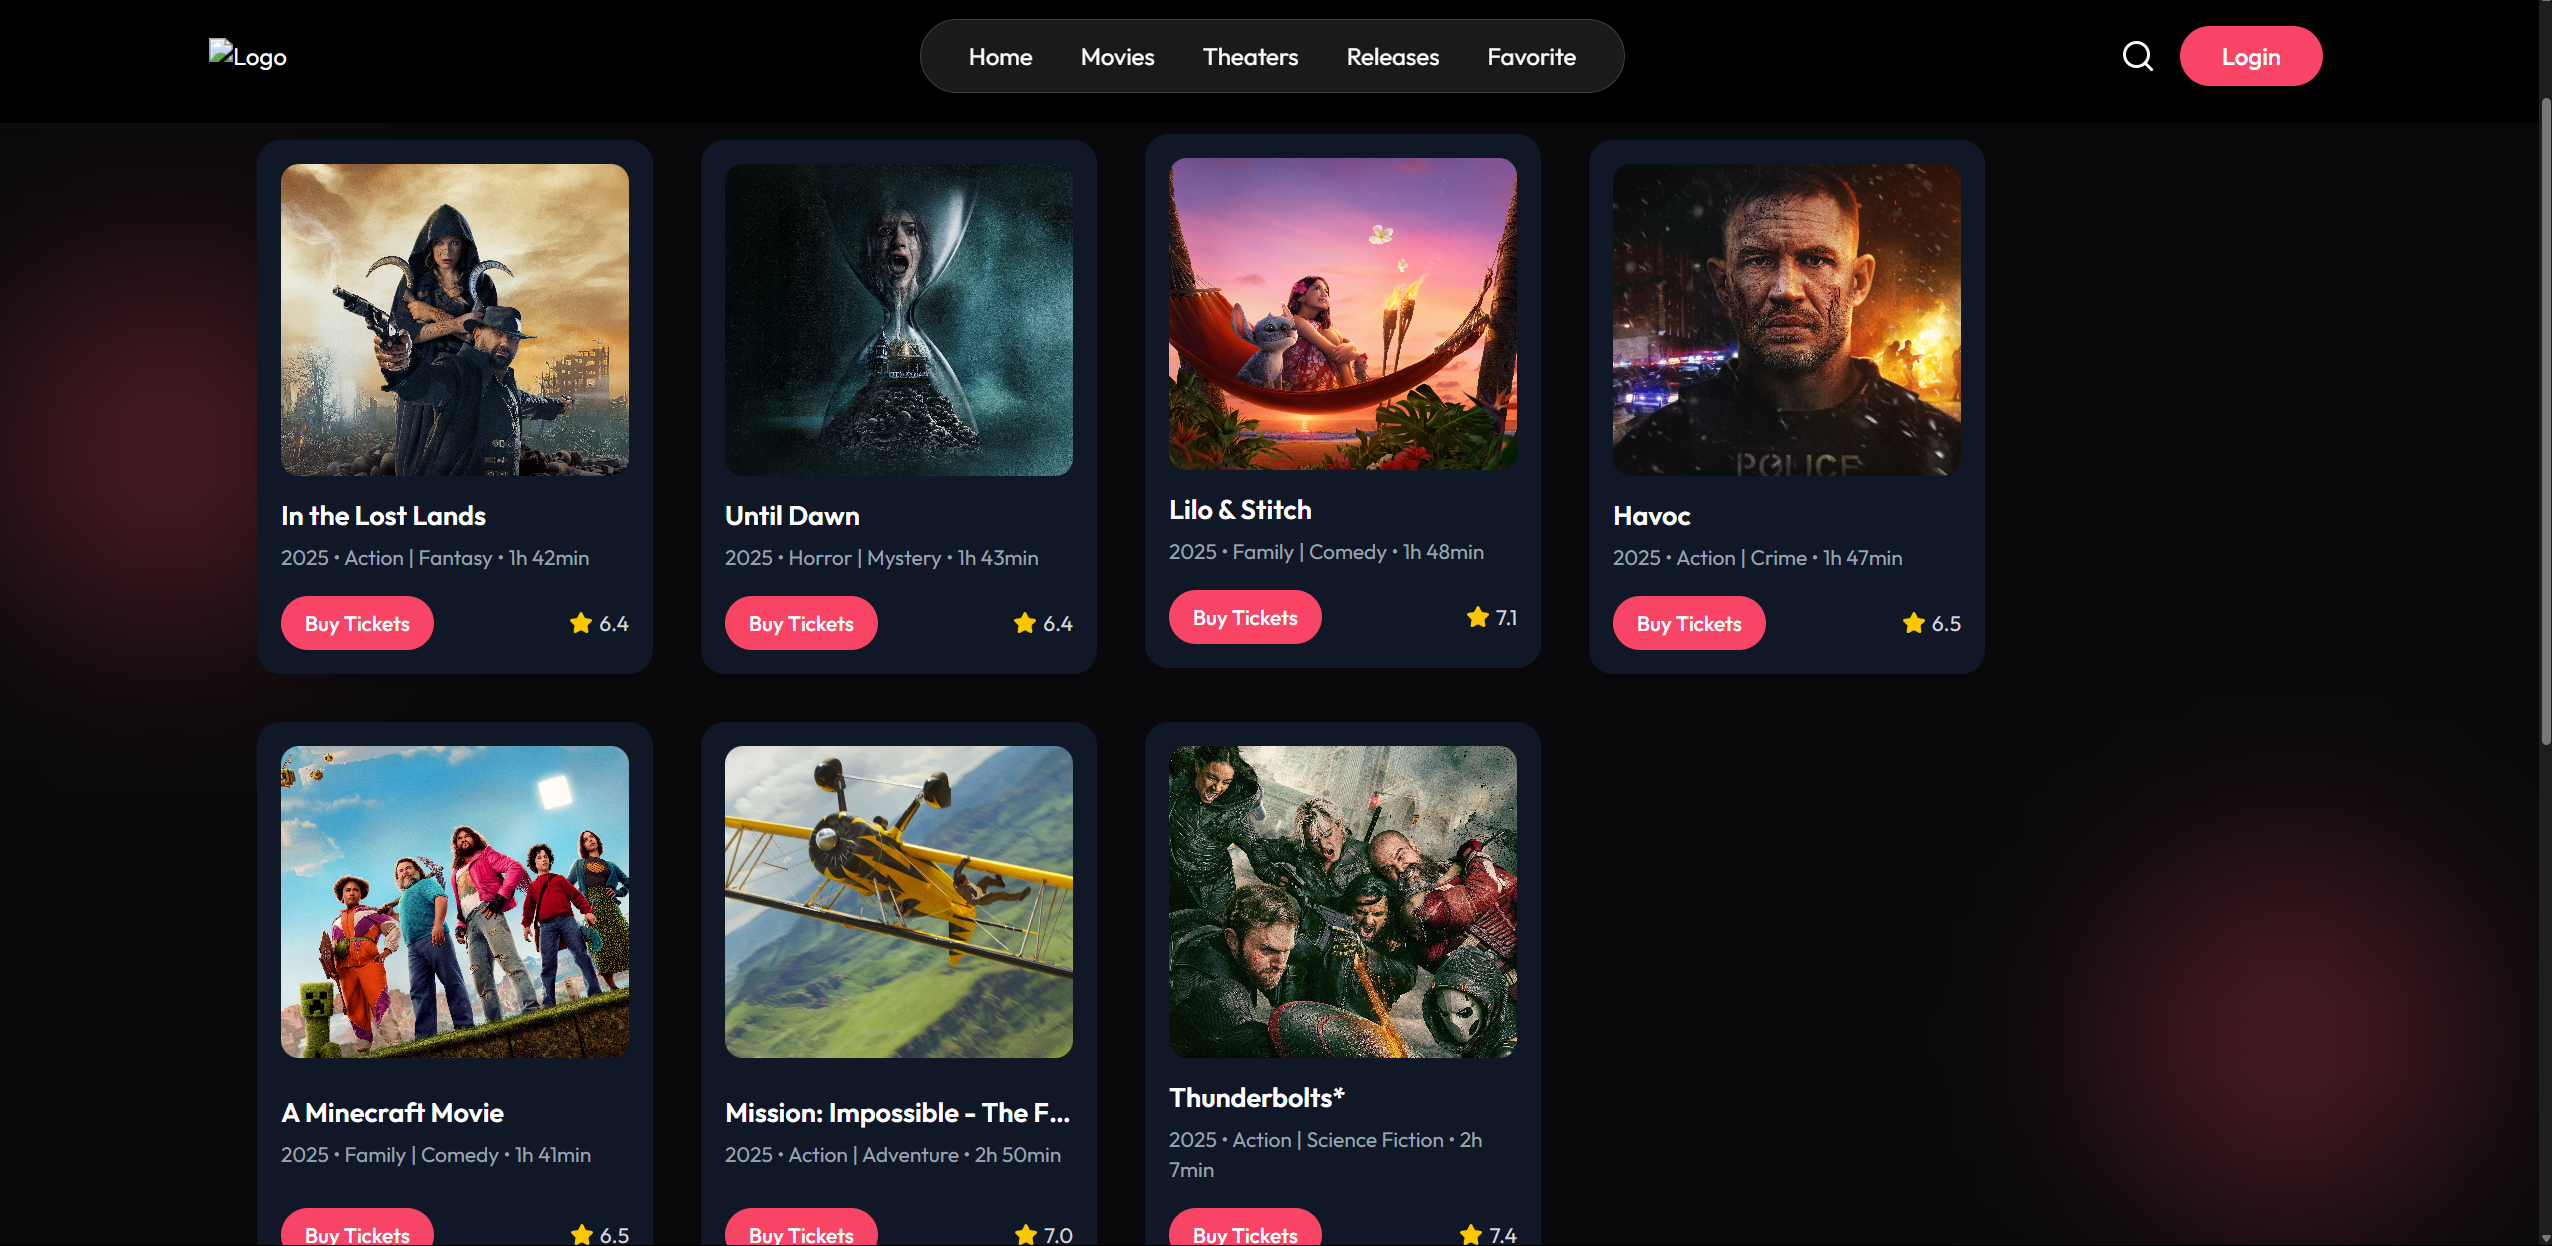 Logo
Home Movies Theaters Releases Favorite
Login
POLICE
In the Lost Lands
2025 • Action | Fantasy • 1h 42min
Buy Tickets 6.4
Until Dawn
2025 • Horror | Mystery • 1h 43min
Buy Tickets 6.4
Lilo & Stitch
2025 • Family | Comedy • 1h 48min
Buy Tickets 7.1
Havoc
2025 • Action | Crime • 1h 47min
Buy Tickets 6.5
A Minecraft Movie
2025 • Family | Comedy • 1h 41min
Buy Tickets 6.5
Mission: Impossible - The F...
2025 • Action | Adventure • 2h 50min
Buy Tickets 7.0
Thunderbolts*
2025 • Action | Science Fiction • 2h
7min
Buy Tickets 7.4